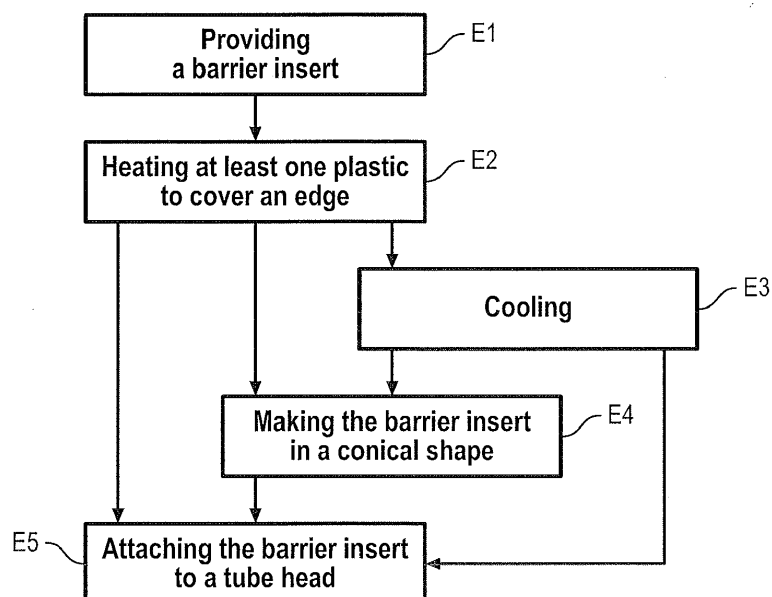 Providing
a barrier insert
E1
Heating at least one plastic
to cover an edge
E2
Cooling
E3
Making the barrier insert
in a conical shape
E4
E5
Attaching the barrier insert
to a tube head